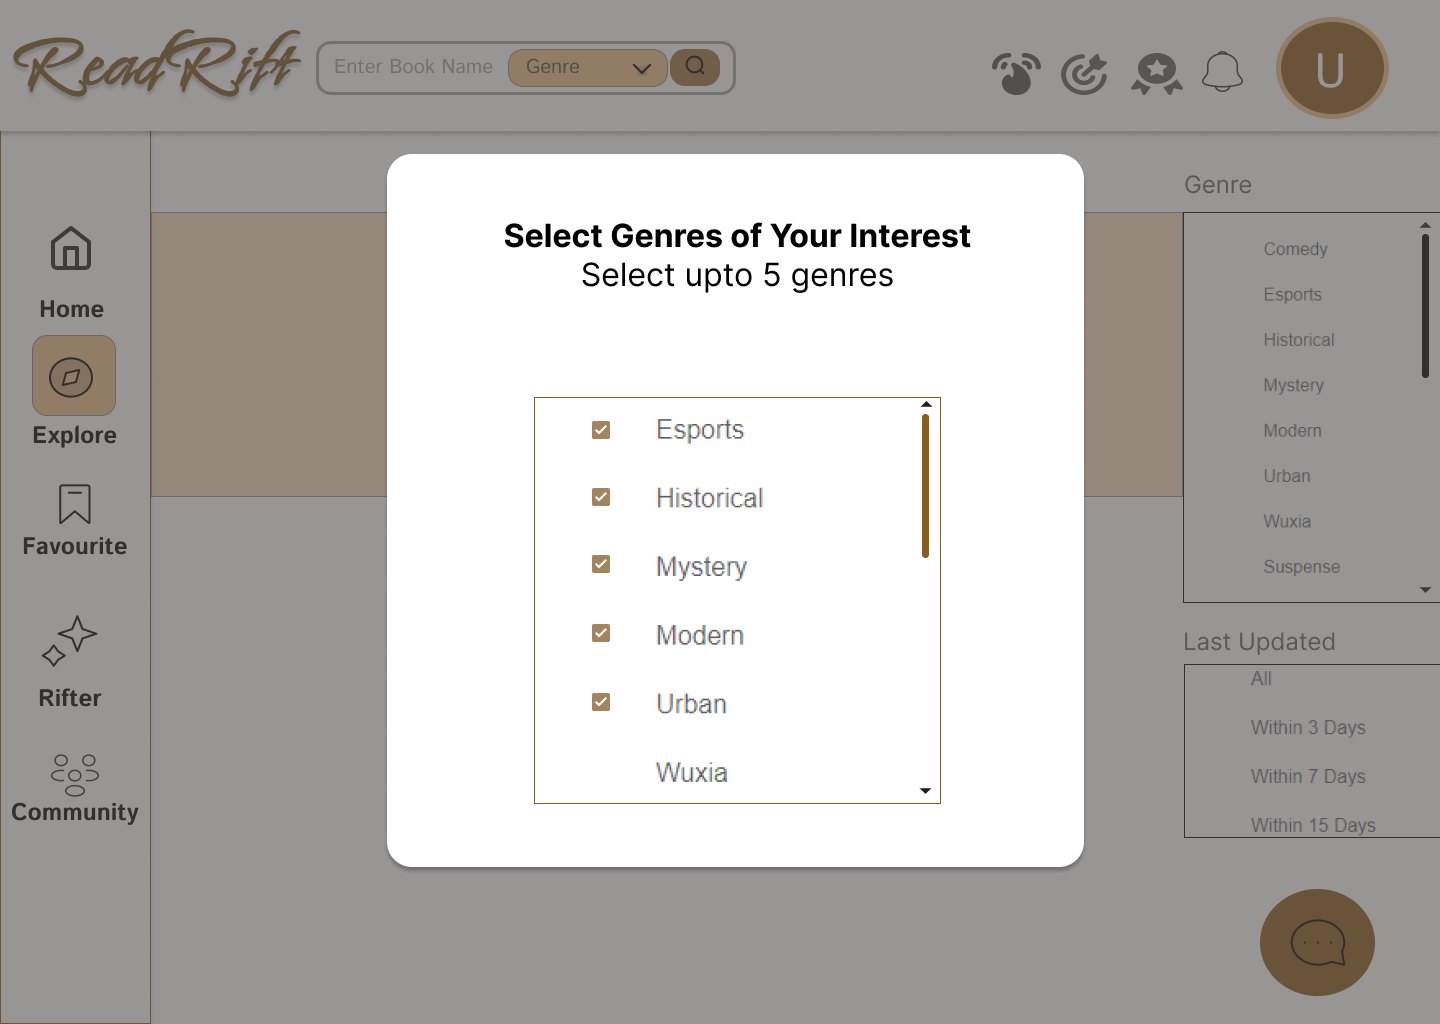 ReadRift
Enter Book Name
Genre
U
Home
Explore
Favourite
Rifter
Community
Select Genres of Your Interest
Select upto 5 genres
Esports
Historical
Mystery
Modern
Urban
Wuxia
Genre
Comedy
Esports
Historical
Mystery
Modern
Urban
Wuxia
Suspense
Last Updated
All
Within 3 Days
Within 7 Days
Within 15 Days